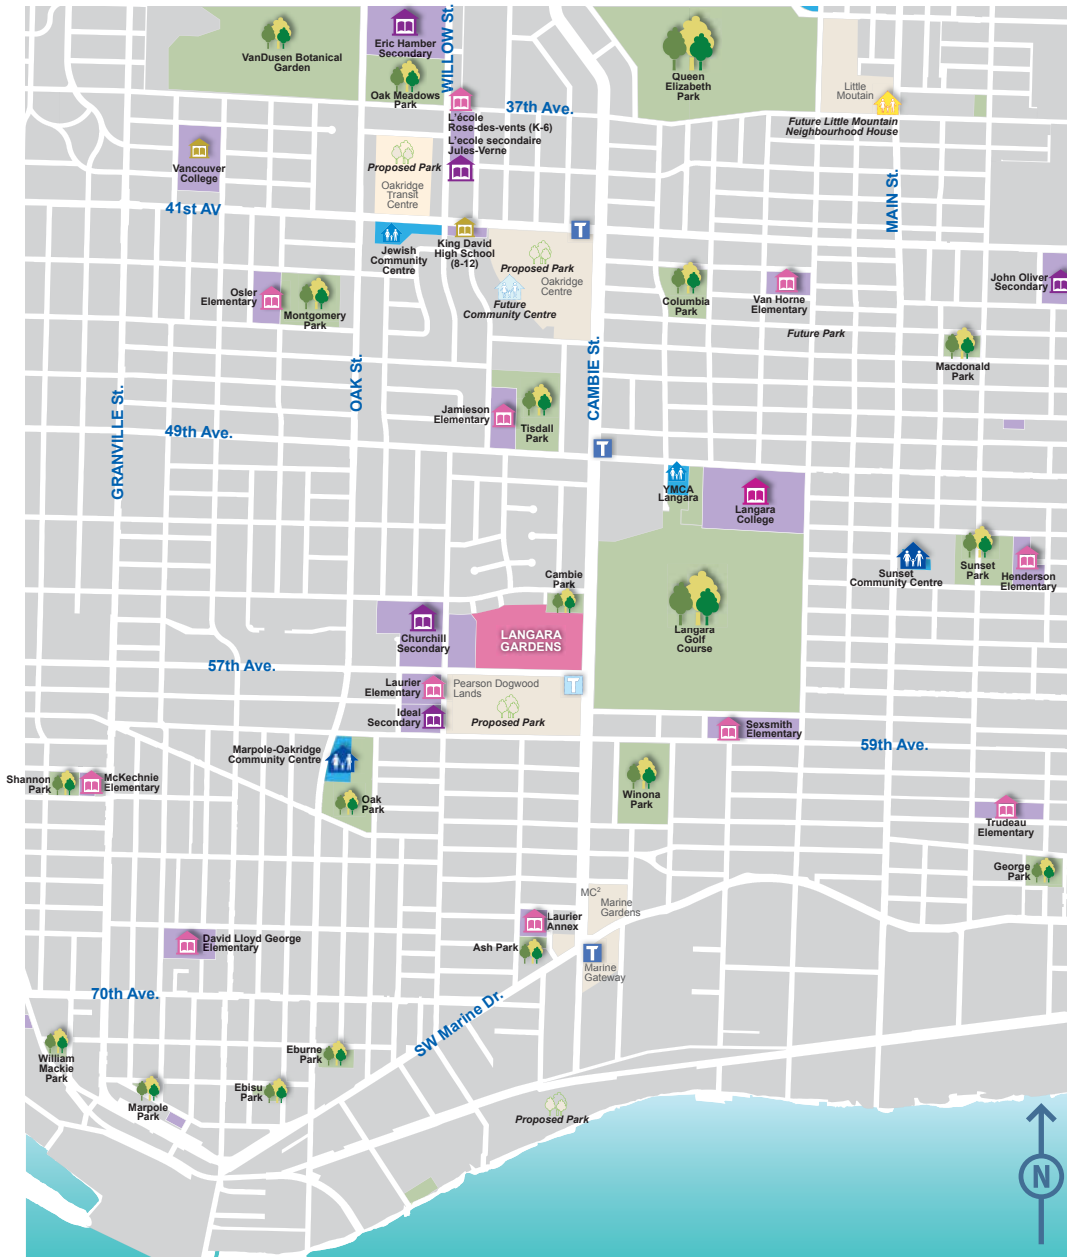 WILLOW St.
Eric Hamber
Secondary
VanDusen Botanical
Garden
Oak Meadows
Park
Queen
Elizabeth
Park
Little
Moutain
37th Ave.
L'école
Rose-des-vents (K-6)
Future Little Mountain
Neighbourhood House
L'ecole secondaire
Jules-Verne
Vancouver
College
Proposed Park
Oakridge
Transit
Centre
MAIN St.
41st AV
T
Jewish
Community
Centre
King David
High School
(8-12)
Proposed Park
Oakridge
Centre
Future
Community Centre
Osler
Elementary
Montgomery
Park
Columbia
Park
Van Horne
Elementary
John Oliver
Secondary
Future Park
Macdonald
Park
OAK St.
CAMBIE St.
GRANVILLE St.
Jamieson
Elementary
Tisdall
Park
49th Ave.
T
YMCA
Langara
Langara
College
Sunset
Community Centre
Sunset
Park
Henderson
Elementary
Cambie
Park
Churchill
Secondary
LANGARA
GARDENS
Langara
Golf
Course
57th Ave.
Laurier
Elementary
Pearson Dogwood
Lands
T
Ideal
Secondary
Proposed Park
Sexsmith
Elementary
59th Ave.
Marpole-Oakridge
Community Centre
Shannon
Park
McKechnie
Elementary
Oak
Park
Winona
Park
Trudeau
Elementary
George
Park
MC2
Marine
Gardens
Laurier
Annex
David Lloyd George
Elementary
Ash Park
T
Marine
Gateway
70th Ave.
SW Marine Dr.
William
Mackie
Park
Eburne
Park
Marpole
Park
Ebisu
Park
Proposed Park
N